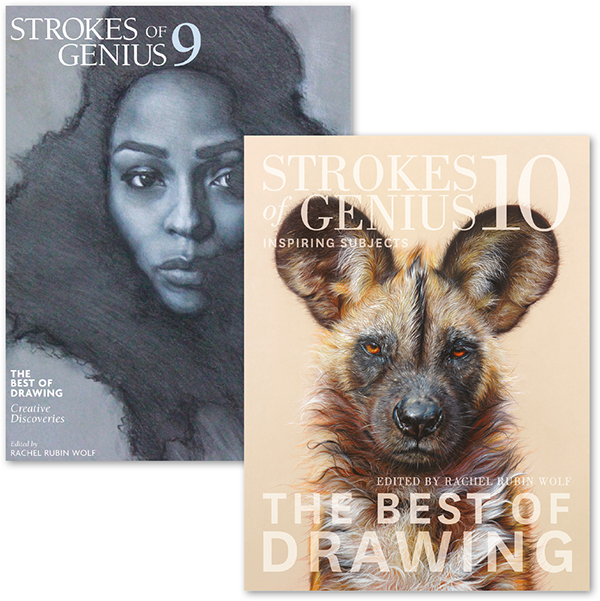 STROKES OF
GENIUS 9
THE
BEST OF
DRAWING
Creative
Discoveries
Edited by
RACHEL RUBIN WOLF
STROKES
of GENIUS 10
INSPIRING SUBJECTS
EDITED BY RACHEL RUBIN WOLF
THE BEST OF
DRAWING